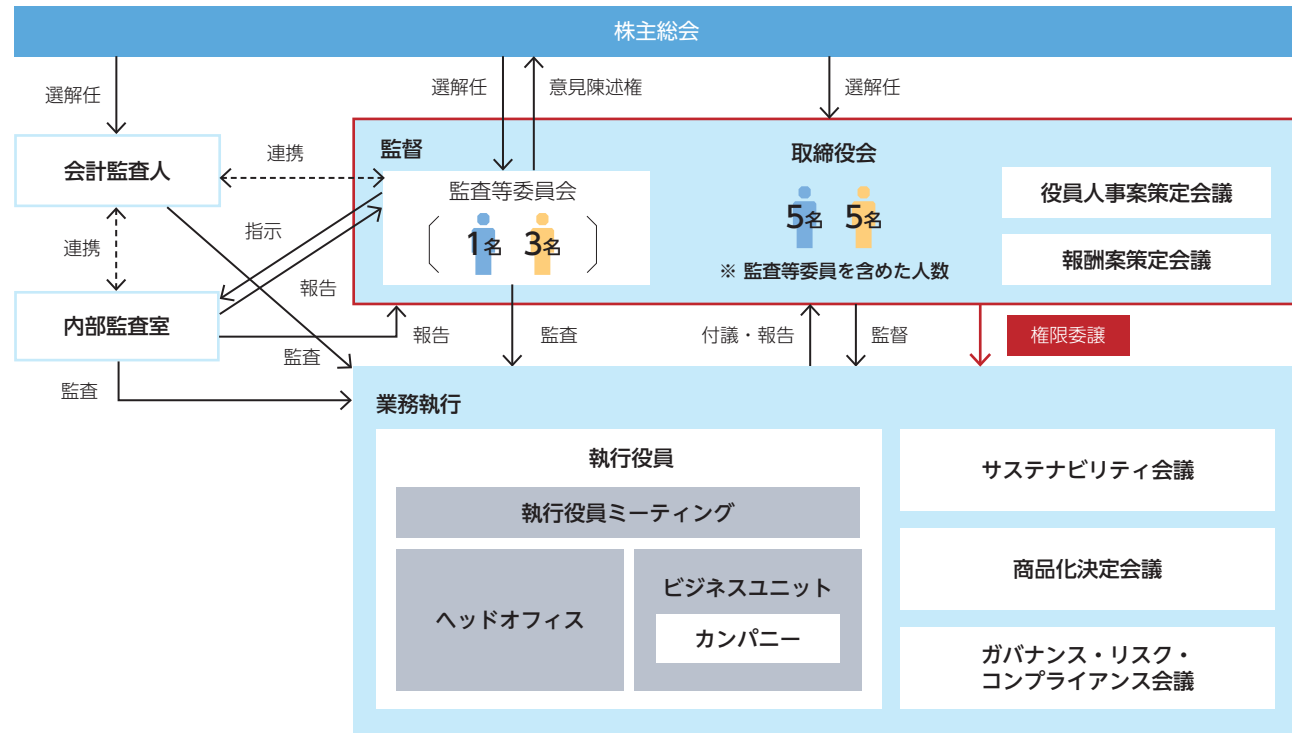 株主総会
選解任
選解任
意見陳述権
選解任
会計監査人
連携
監督
監査等委員会
1名
3名
取締役会
5名
5名
※ 監査等委員を含めた人数
役員人事案策定会議
報酬案策定会議
連携
指示
報告
内部監査室
報告
監査
付議・報告
監督
権限委譲
監査
監査
業務執行
執行役員
執行役員ミーティング
ヘッドオフィス
ビジネスユニット
カンパニー
サステナビリティ会議
商品化決定会議
ガバナンス・リスク・
コンプライアンス会議